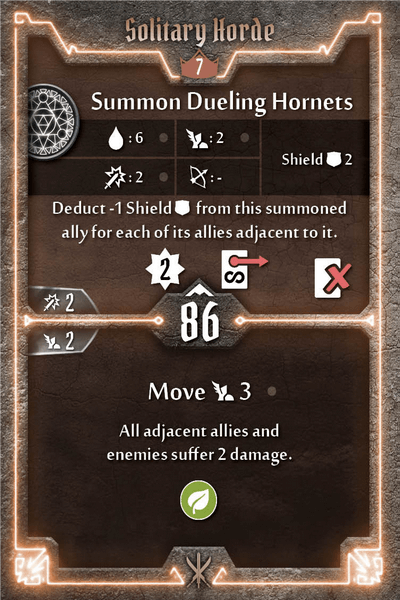 Solitary Horde
7
Summon Dueling Hornets
: 6
: 2
Shield 2
: 2
: -
Deduct -1 Shield from this summoned
ally for each of its allies adjacent to it.
2
S
2
86
2
Move 3
All adjacent allies and
enemies suffer 2 damage.